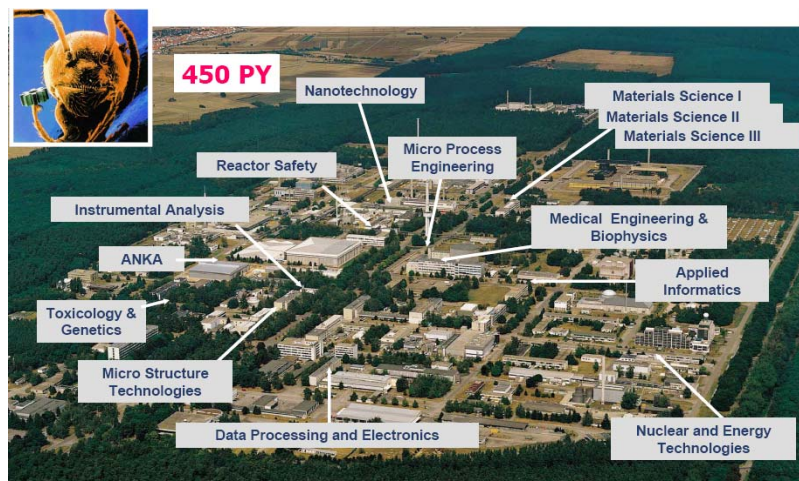 450 PY
Nanotechnology
Materials Science I
Materials Science II
Materials Science III
Micro Process
Engineering
Reactor Safety
Instrumental Analysis
Medical Engineering &
Biophysics
ANKA
Applied
Informatics
Toxicology &
Genetics
Micro Structure
Technologies
Data Processing and Electronics
Nuclear and Energy
Technologies